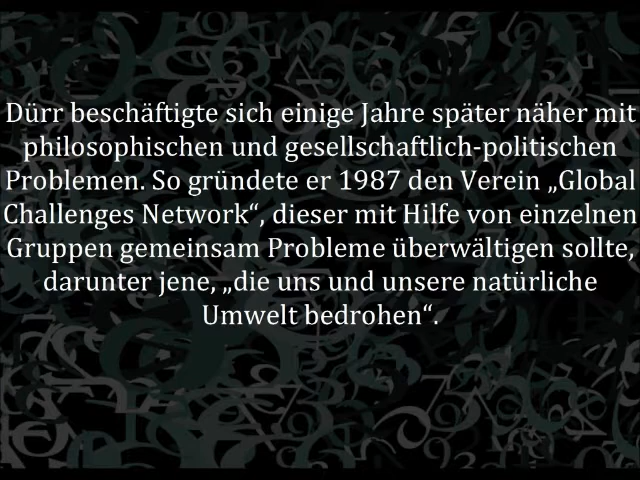 Dürr beschäftigte sich einige Jahre später näher mit
philosophischen und gesellschaftlich-politischen
Problemen. So gründete er 1987 den Verein „Global
Challenges Network“, dieser mit Hilfe von einzelnen
Gruppen gemeinsam Probleme überwältigen sollte,
darunter jene, „die uns und unsere natürliche
Umwelt bedrohen“.